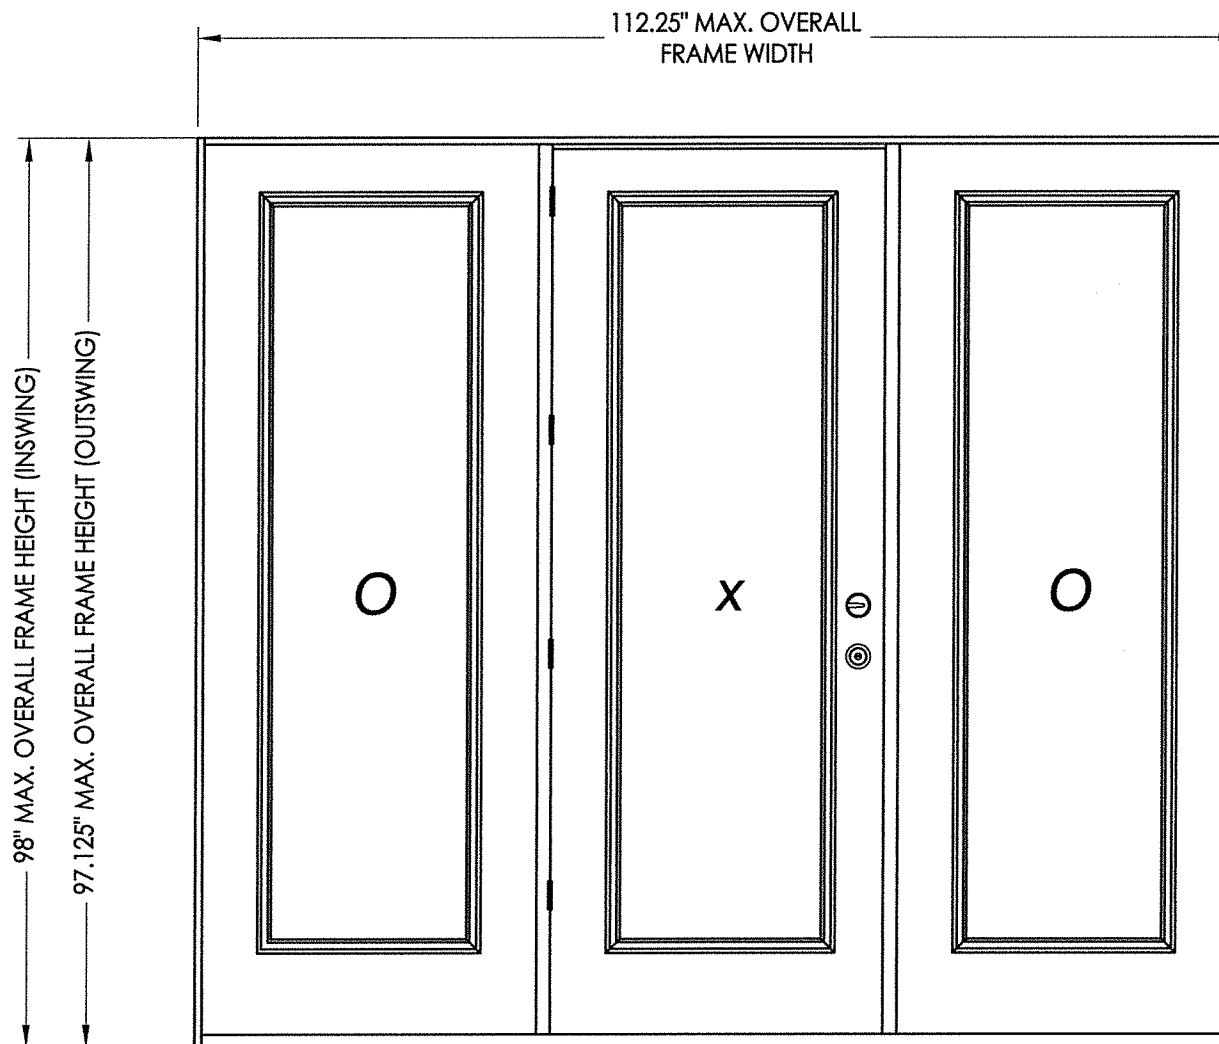 112.25" MAX. OVERALL
FRAME WIDTH
98" MAX. OVERALL FRAME HEIGHT (INSWING)
97.125" MAX. OVERALL FRAME HEIGHT (OUTSWING)
O
X
O